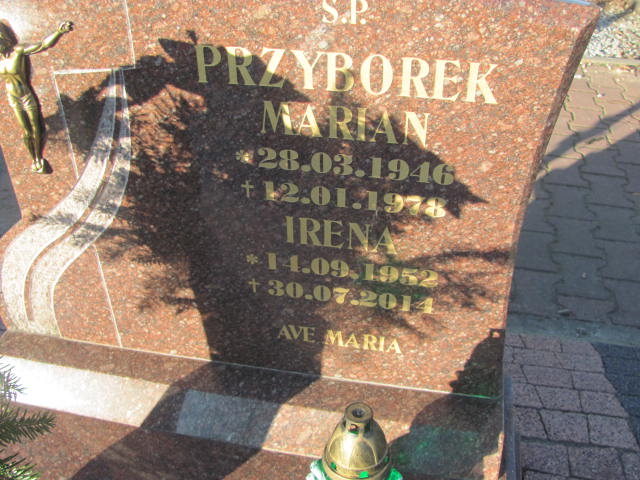 S.P.
PRZYBOREK
MARIAN
* 28.03.1946
† 12.01.1978
IRENA
* 14.09.1952
† 30.07.2014
AVE MARIA